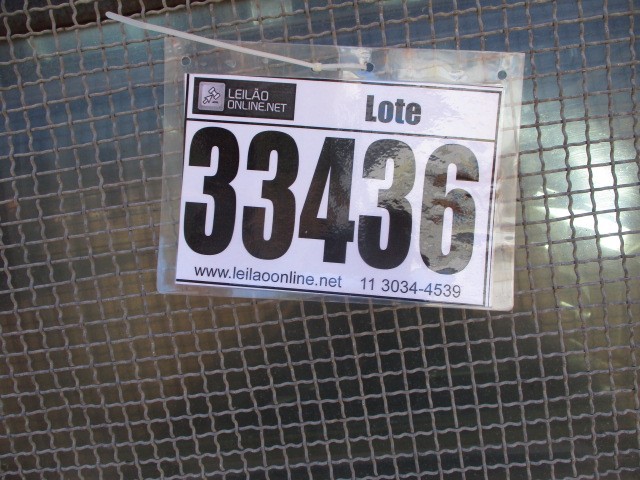 LEILÃO
ONLINE.NET
Lote
33436
www.leilaoonline.net 11 3034-4539